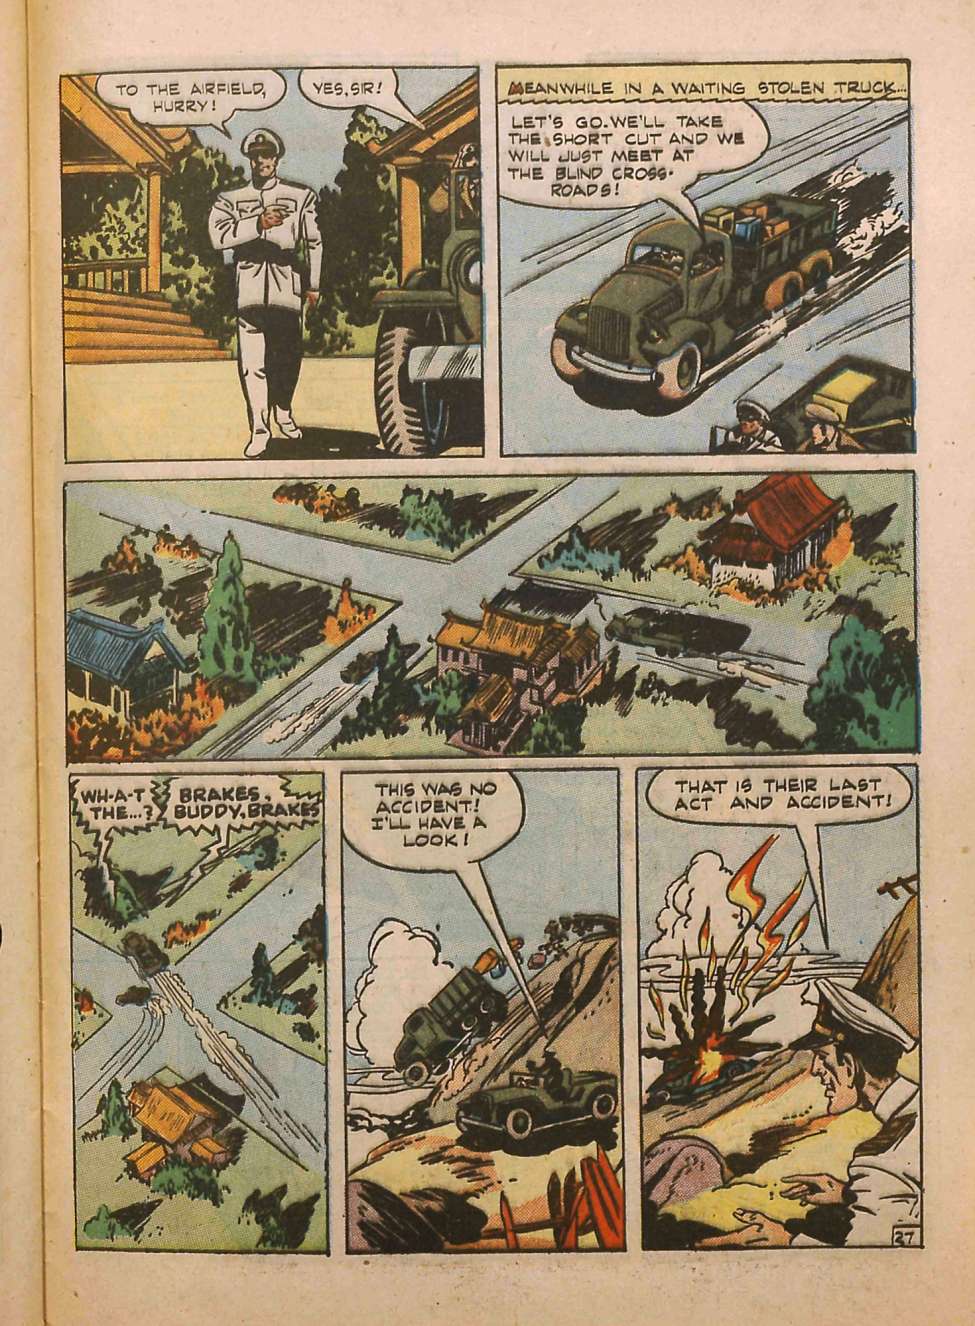 TO THE AIRFIELD,
HURRY!
YES, SIR!
MEANWHILE IN A WAITING STOLEN TRUCK...
LET'S GO. WE'LL TAKE
THE SHORT CUT AND WE
WILL JUST MEET AT
THE BLIND CROSS-
ROADS!
WH-A-T
THE...?
BRAKES,
BUDDY, BRAKES
THIS WAS NO
ACCIDENT!
I'LL HAVE A
LOOK!
THAT IS THEIR LAST
ACT AND ACCIDENT!
27